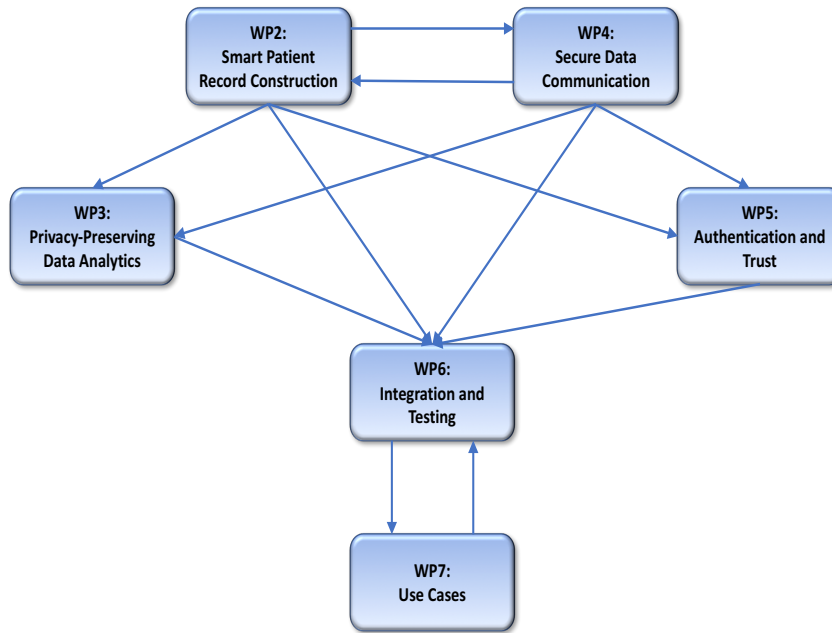 WP2:
Smart Patient
Record Construction
WP4:
Secure Data
Communication
WP3:
Privacy-Preserving
Data Analytics
WP5:
Authentication and
Trust
WP6:
Integration and
Testing
WP7:
Use Cases